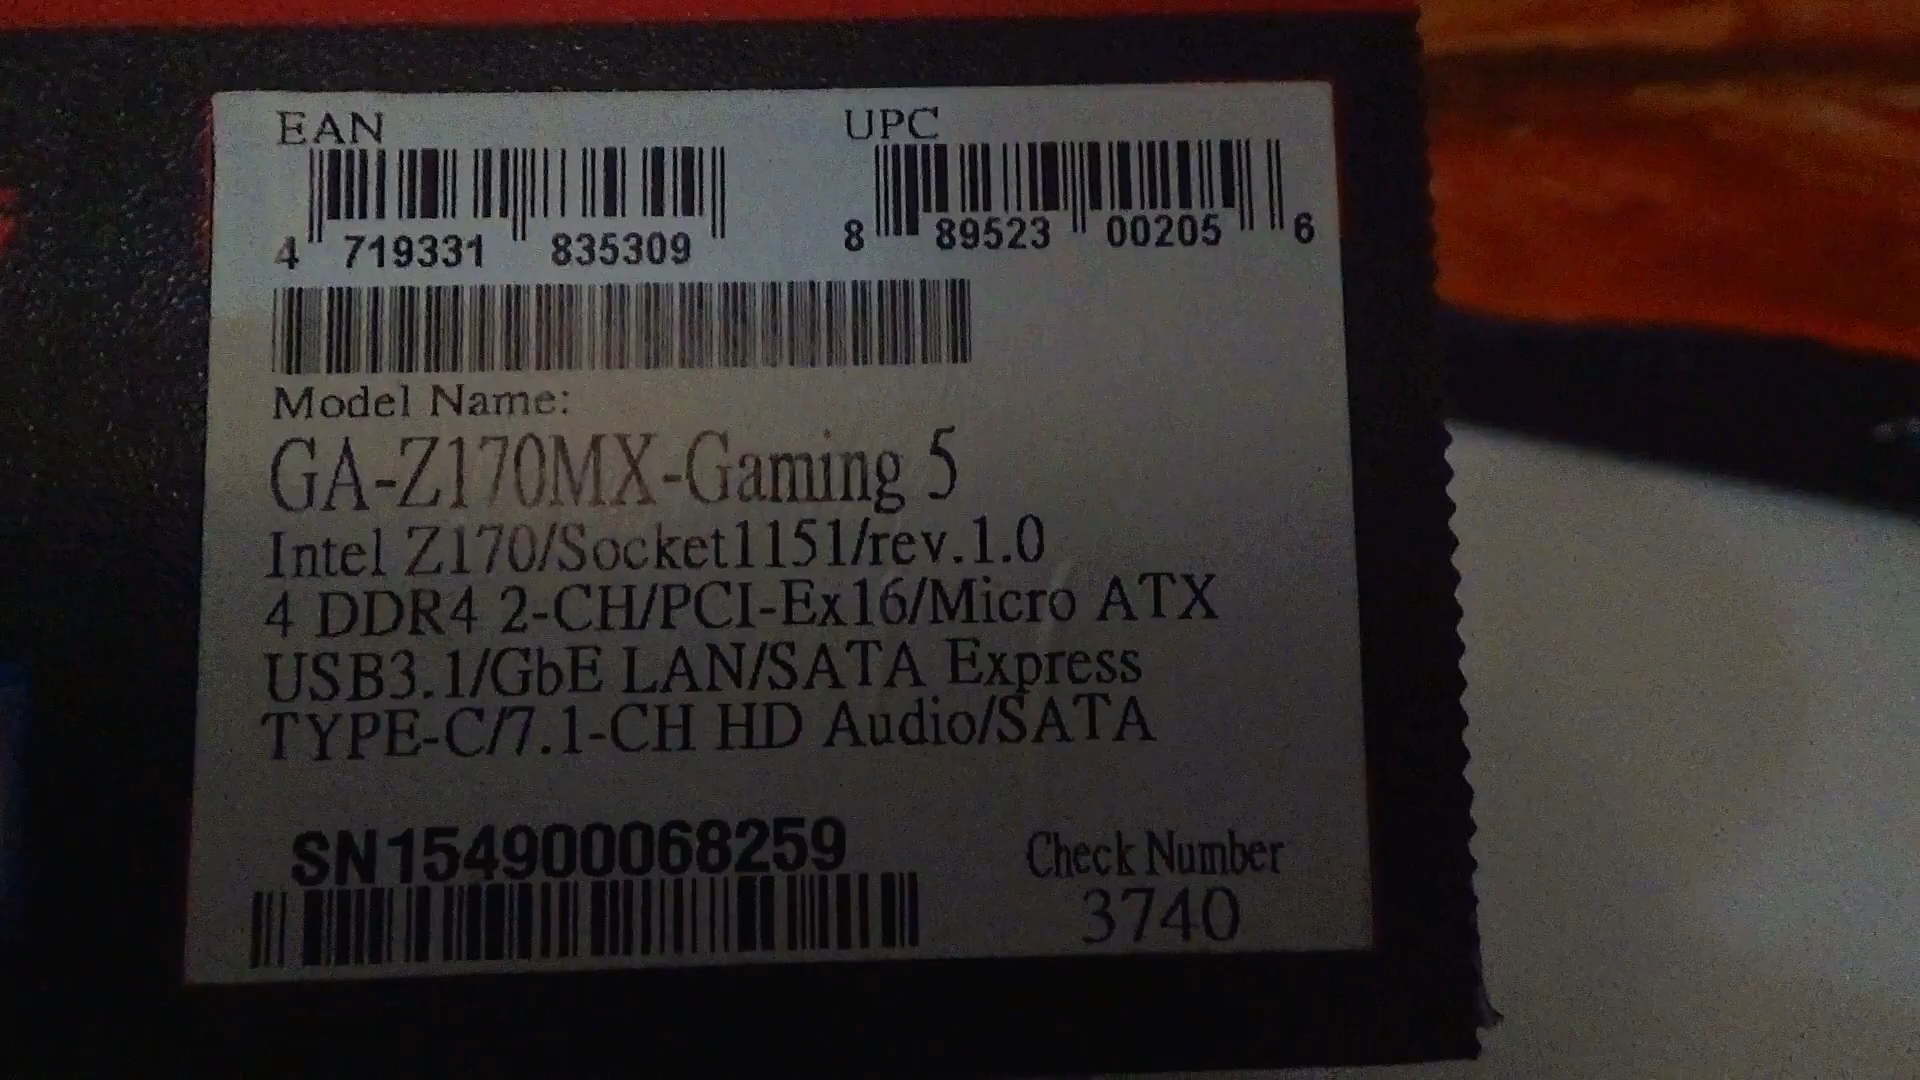 EAN UPC
4 719331 835309 8 89523 00205 6
Model Name:
GA-Z170MX-Gaming 5
Intel Z170/Socket1151/rev.1.0
4 DDR4 2-CH/PCI-Ex16/Micro ATX
USB3.1/GbE LAN/SATA Express
TYPE-C/7.1-CH HD Audio/SATA
SN154900068259
Check Number
3740